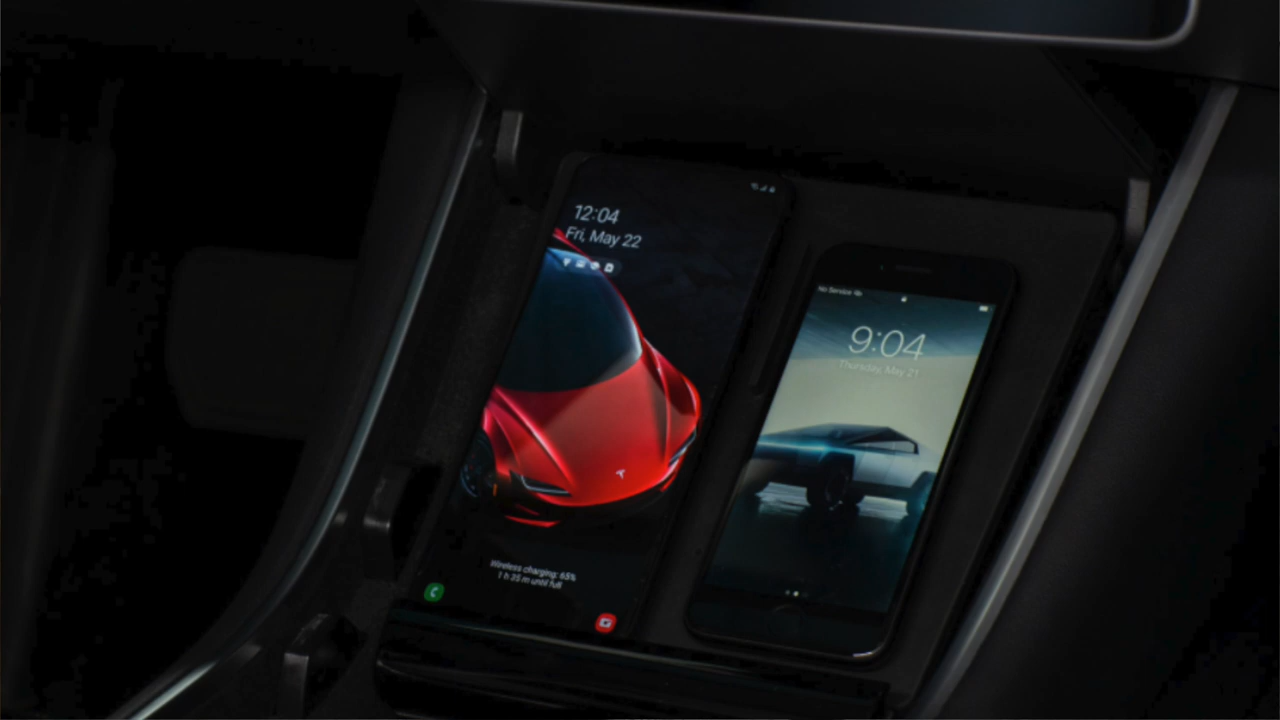 12:04
Fri, May 22
Wireless charging: 65%
1 h 35 m until full
No Service
9:04
Thursday, May 21